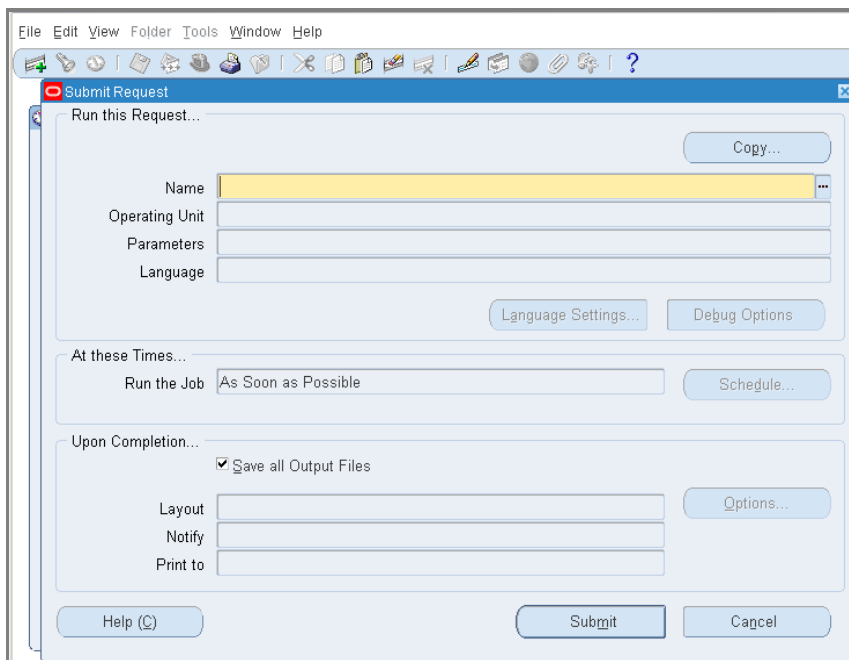 File Edit View Folder Tools Window Help
?
Submit Request
Run this Request...
Copy...
Name
...
Operating Unit
Parameters
Language
Language Settings...
Debug Options
At these Times...
Run the Job As Soon as Possible
Schedule...
Upon Completion...
Save all Output Files
Layout
Options...
Notify
Print to
Help (C)
Submit
Cancel